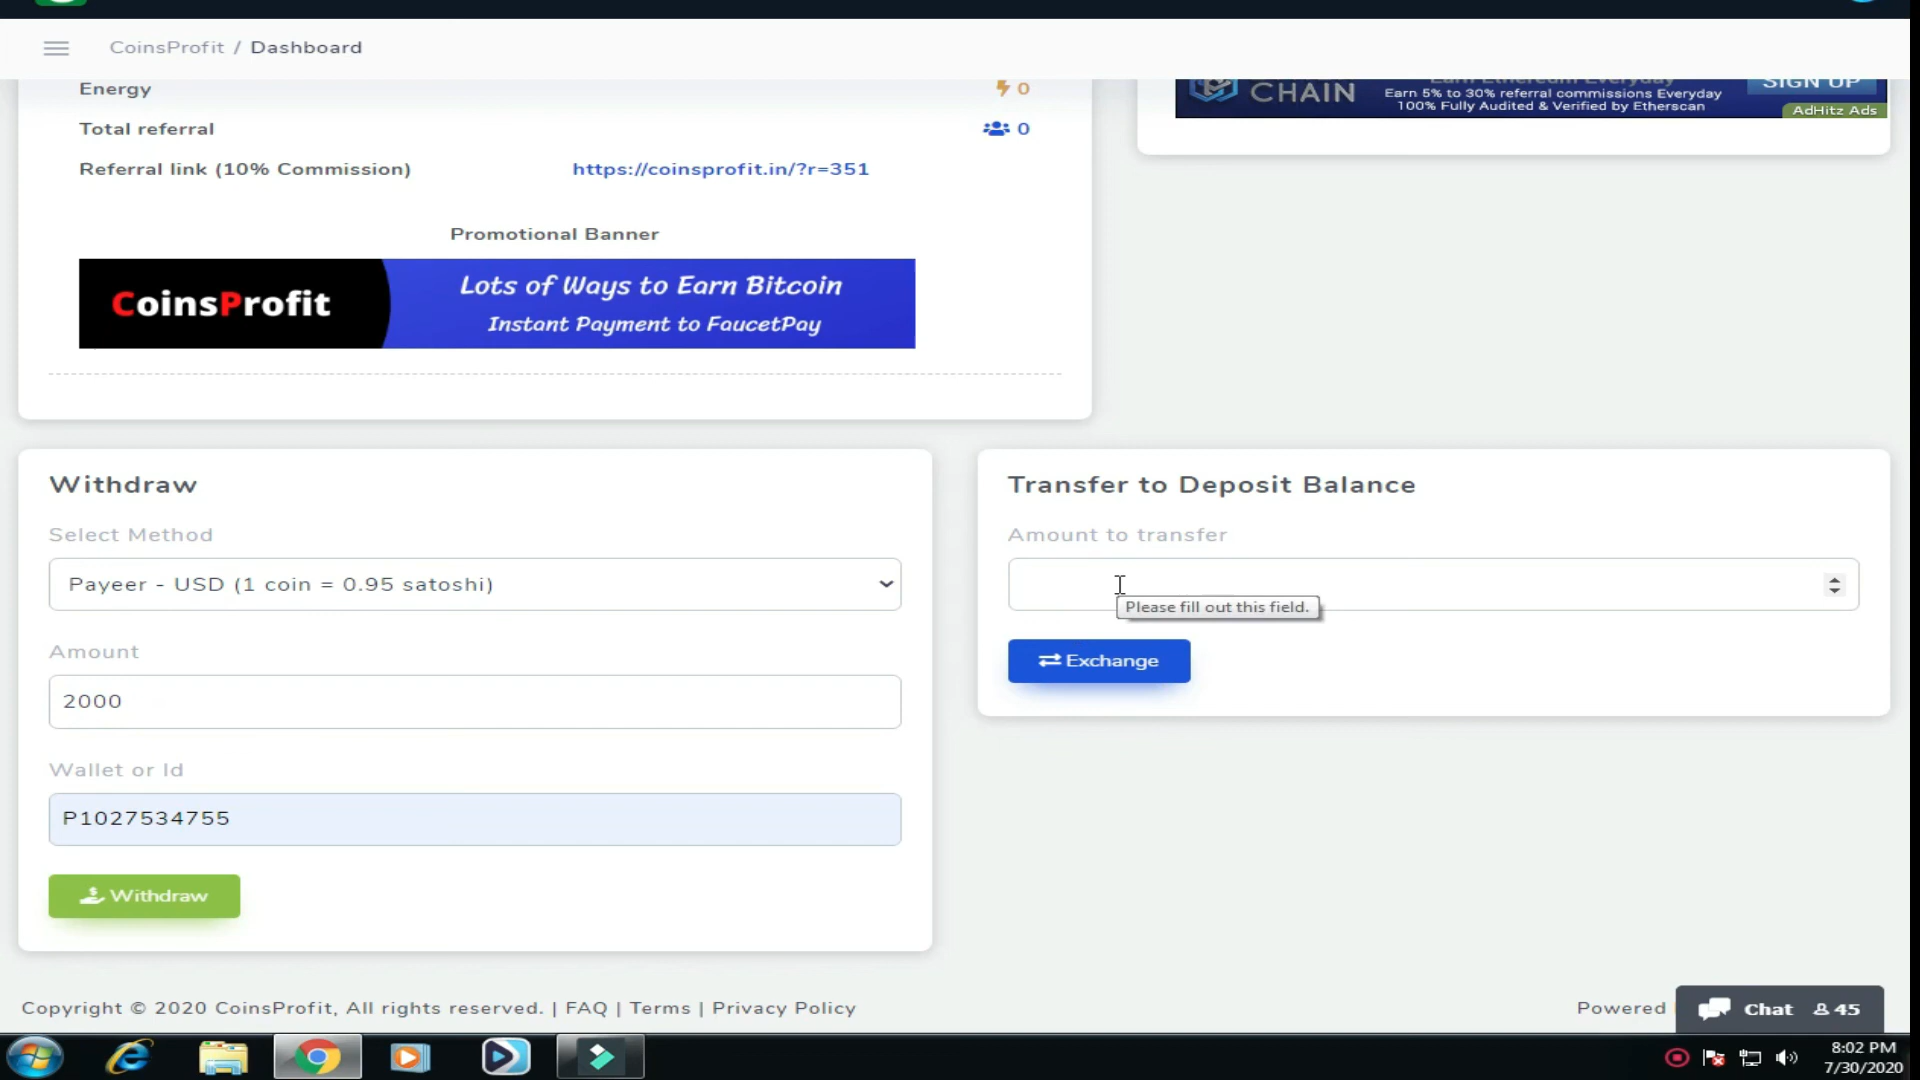 CoinsProfit / Dashboard
Energy 0
Total referral 0
Referral link (10% Commission) https://coinsprofit.in/?r=351
Promotional Banner
CoinsProfit
Lots of Ways to Earn Bitcoin
Instant Payment to FaucetPay
Earn Ethereum Everyday
SIGN UP
CHAIN
Earn 5% to 30% referral commissions Everyday
100% Fully Audited & Verified by Etherscan
AdHitz Ads
Withdraw
Select Method
Payeer - USD (1 coin = 0.95 satoshi)
Amount
2000
Wallet or Id
P1027534755
Withdraw
Transfer to Deposit Balance
Amount to transfer
Please fill out this field.
Exchange
Copyright © 2020 CoinsProfit, All rights reserved. | FAQ | Terms | Privacy Policy
Powered
Chat 45
8:02 PM
7/30/2020